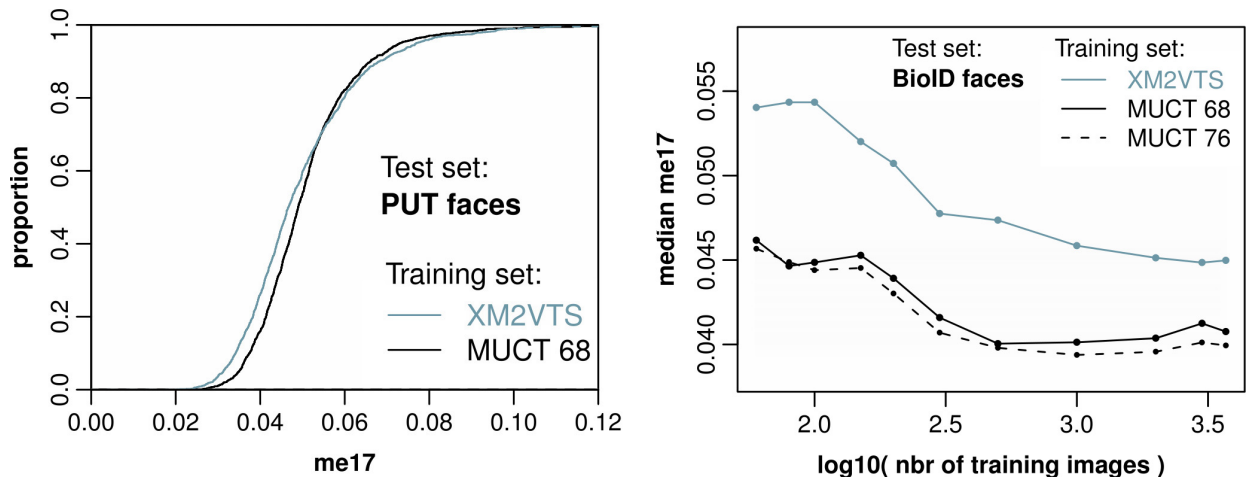 1.0
0.8
0.6
0.4
0.2
0.0
proportion
Test set:
PUT faces
Training set:
XM2VTS
MUCT 68
0.00 0.02 0.04 0.06 0.08 0.10 0.12
me17
Test set:
BioID faces
Training set:
XM2VTS
MUCT 68
MUCT 76
0.055
0.050
0.045
0.040
median me17
2.0 2.5 3.0 3.5
log10( nbr of training images )